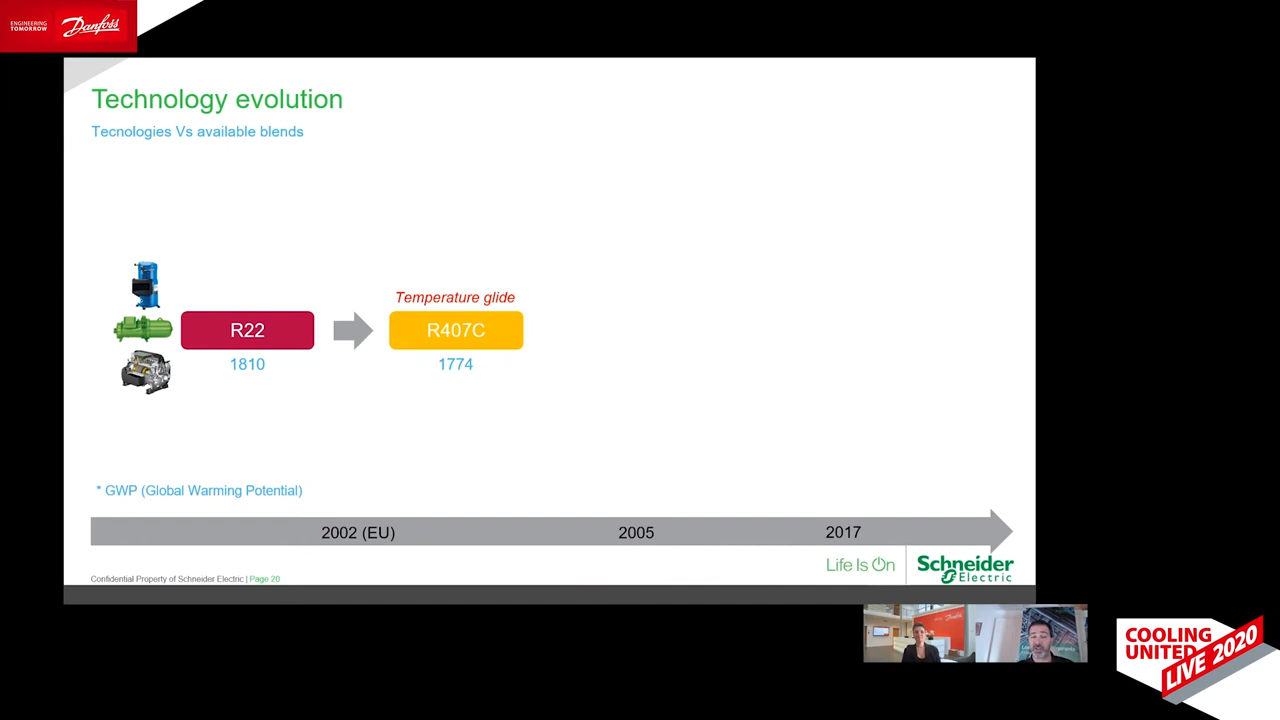 ENGINEERING
TOMORROW
Danfoss
Technology evolution
Tecnologies Vs available blends
Temperature glide
R22
R407C
1810
1774
* GWP (Global Warming Potential)
2002 (EU)
2005
2017
Life Is On
Schneider
Electric
Confidential Property of Schneider Electric | Page 20
Danfoss
COOLING
UNITED
LIVE 2020